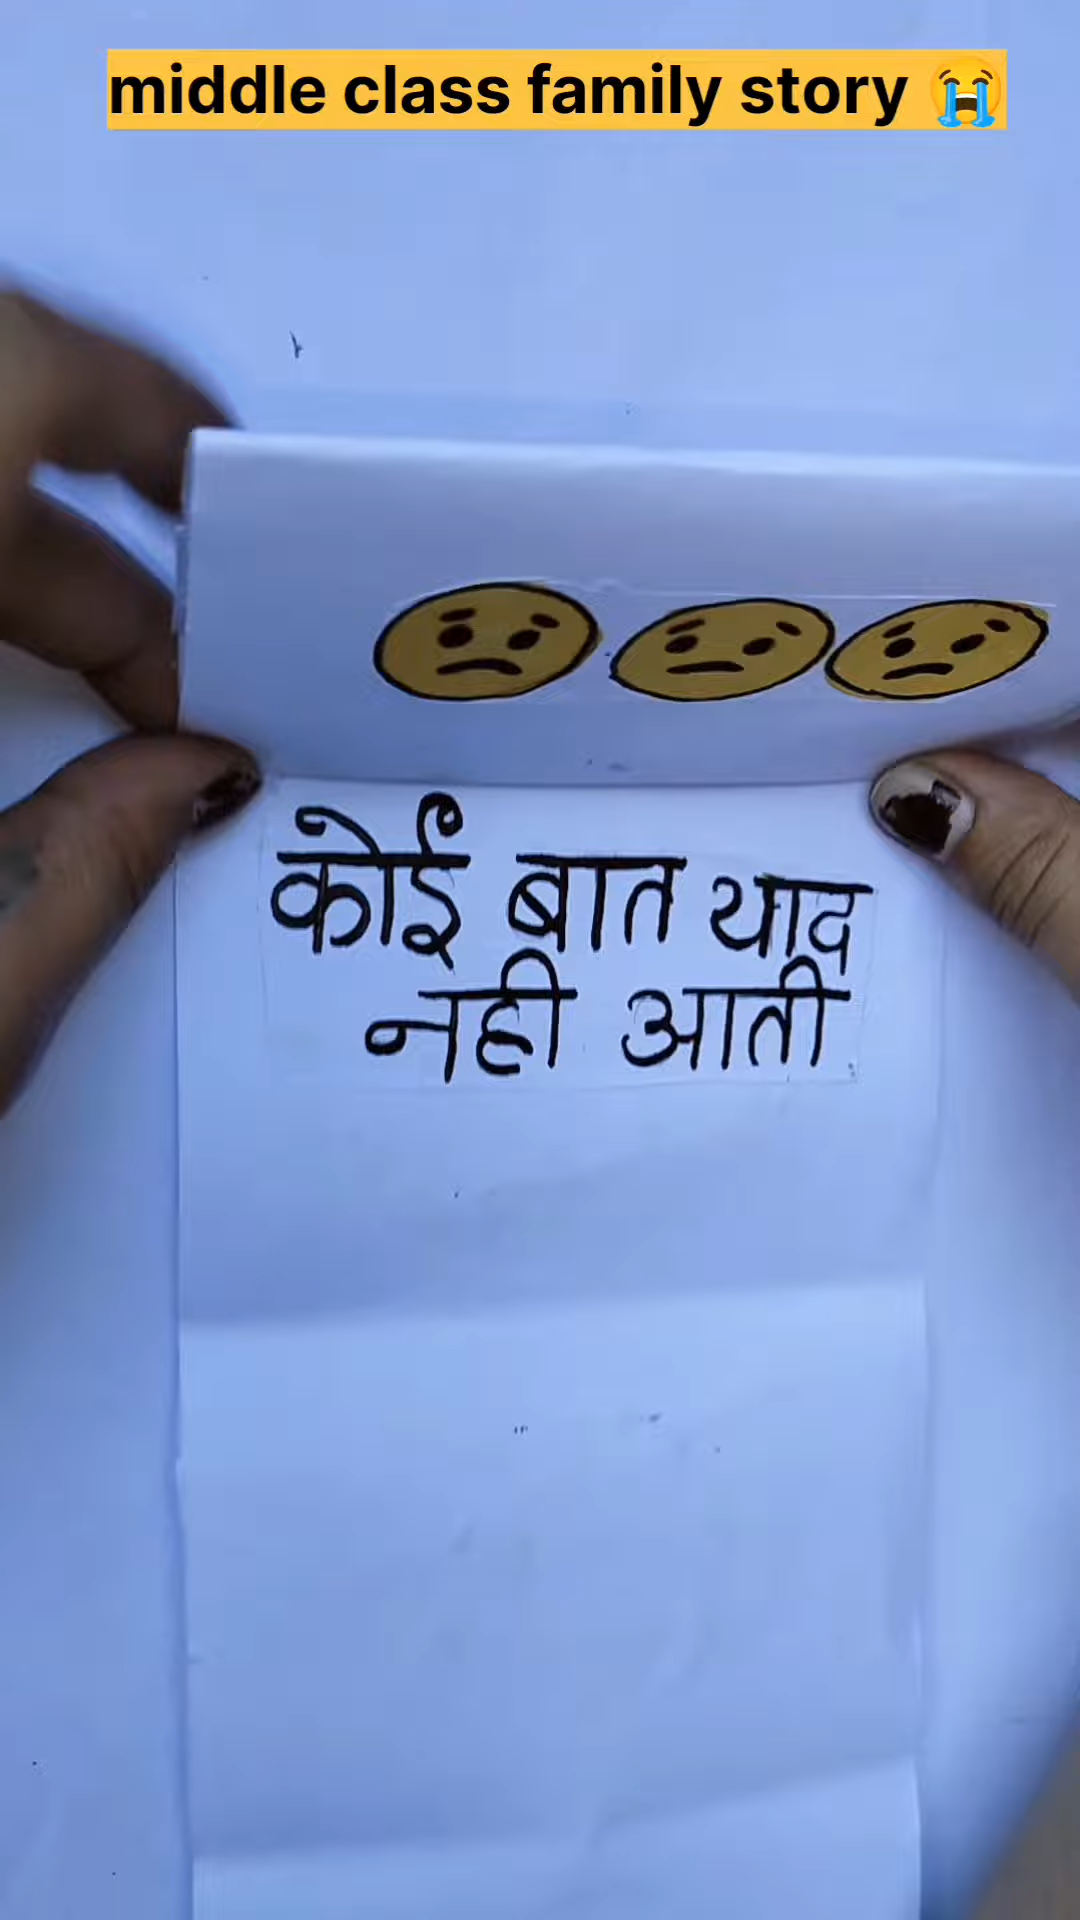 middle class family story 😭
कोई बात याद
नही आती